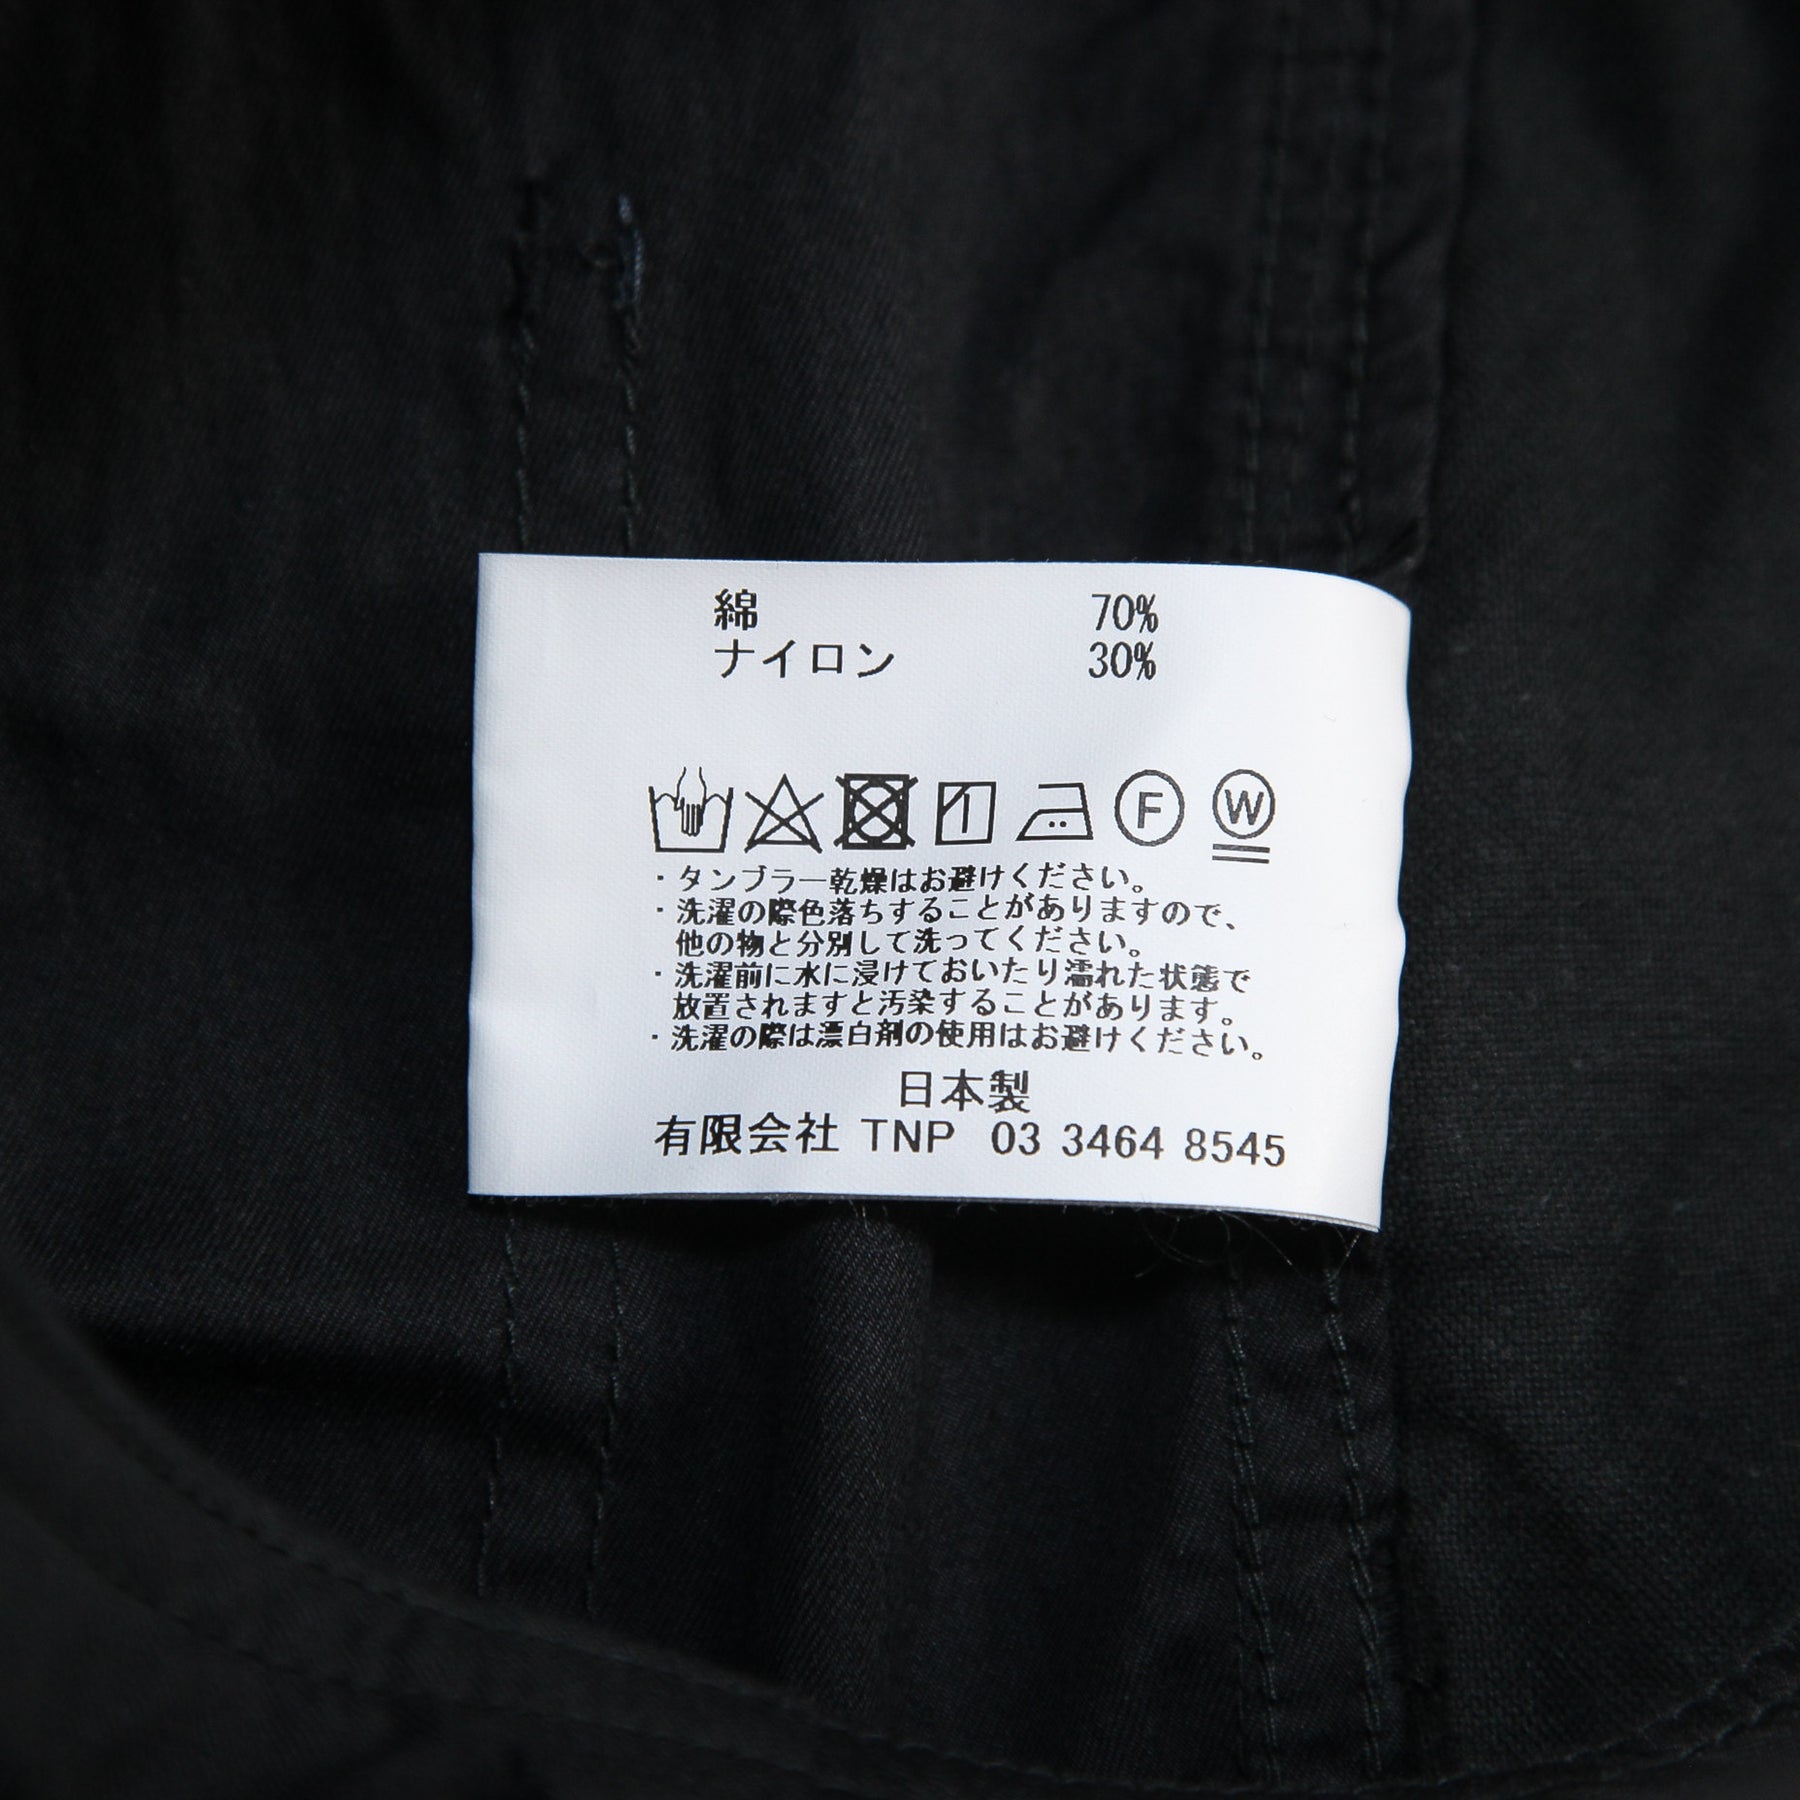 綿 70%
ナイロン 30%
F W
・タンブラー乾燥はお避けください。
・洗濯の際色落ちすることがありますので、
他の物と分別して洗ってください。
・洗濯前に水に浸けておいたり濡れた状態で
放置されますと汚染することがあります。
・洗濯の際は漂白剤の使用はお避けください。
日本製
有限会社 TNP 03 3464 8545